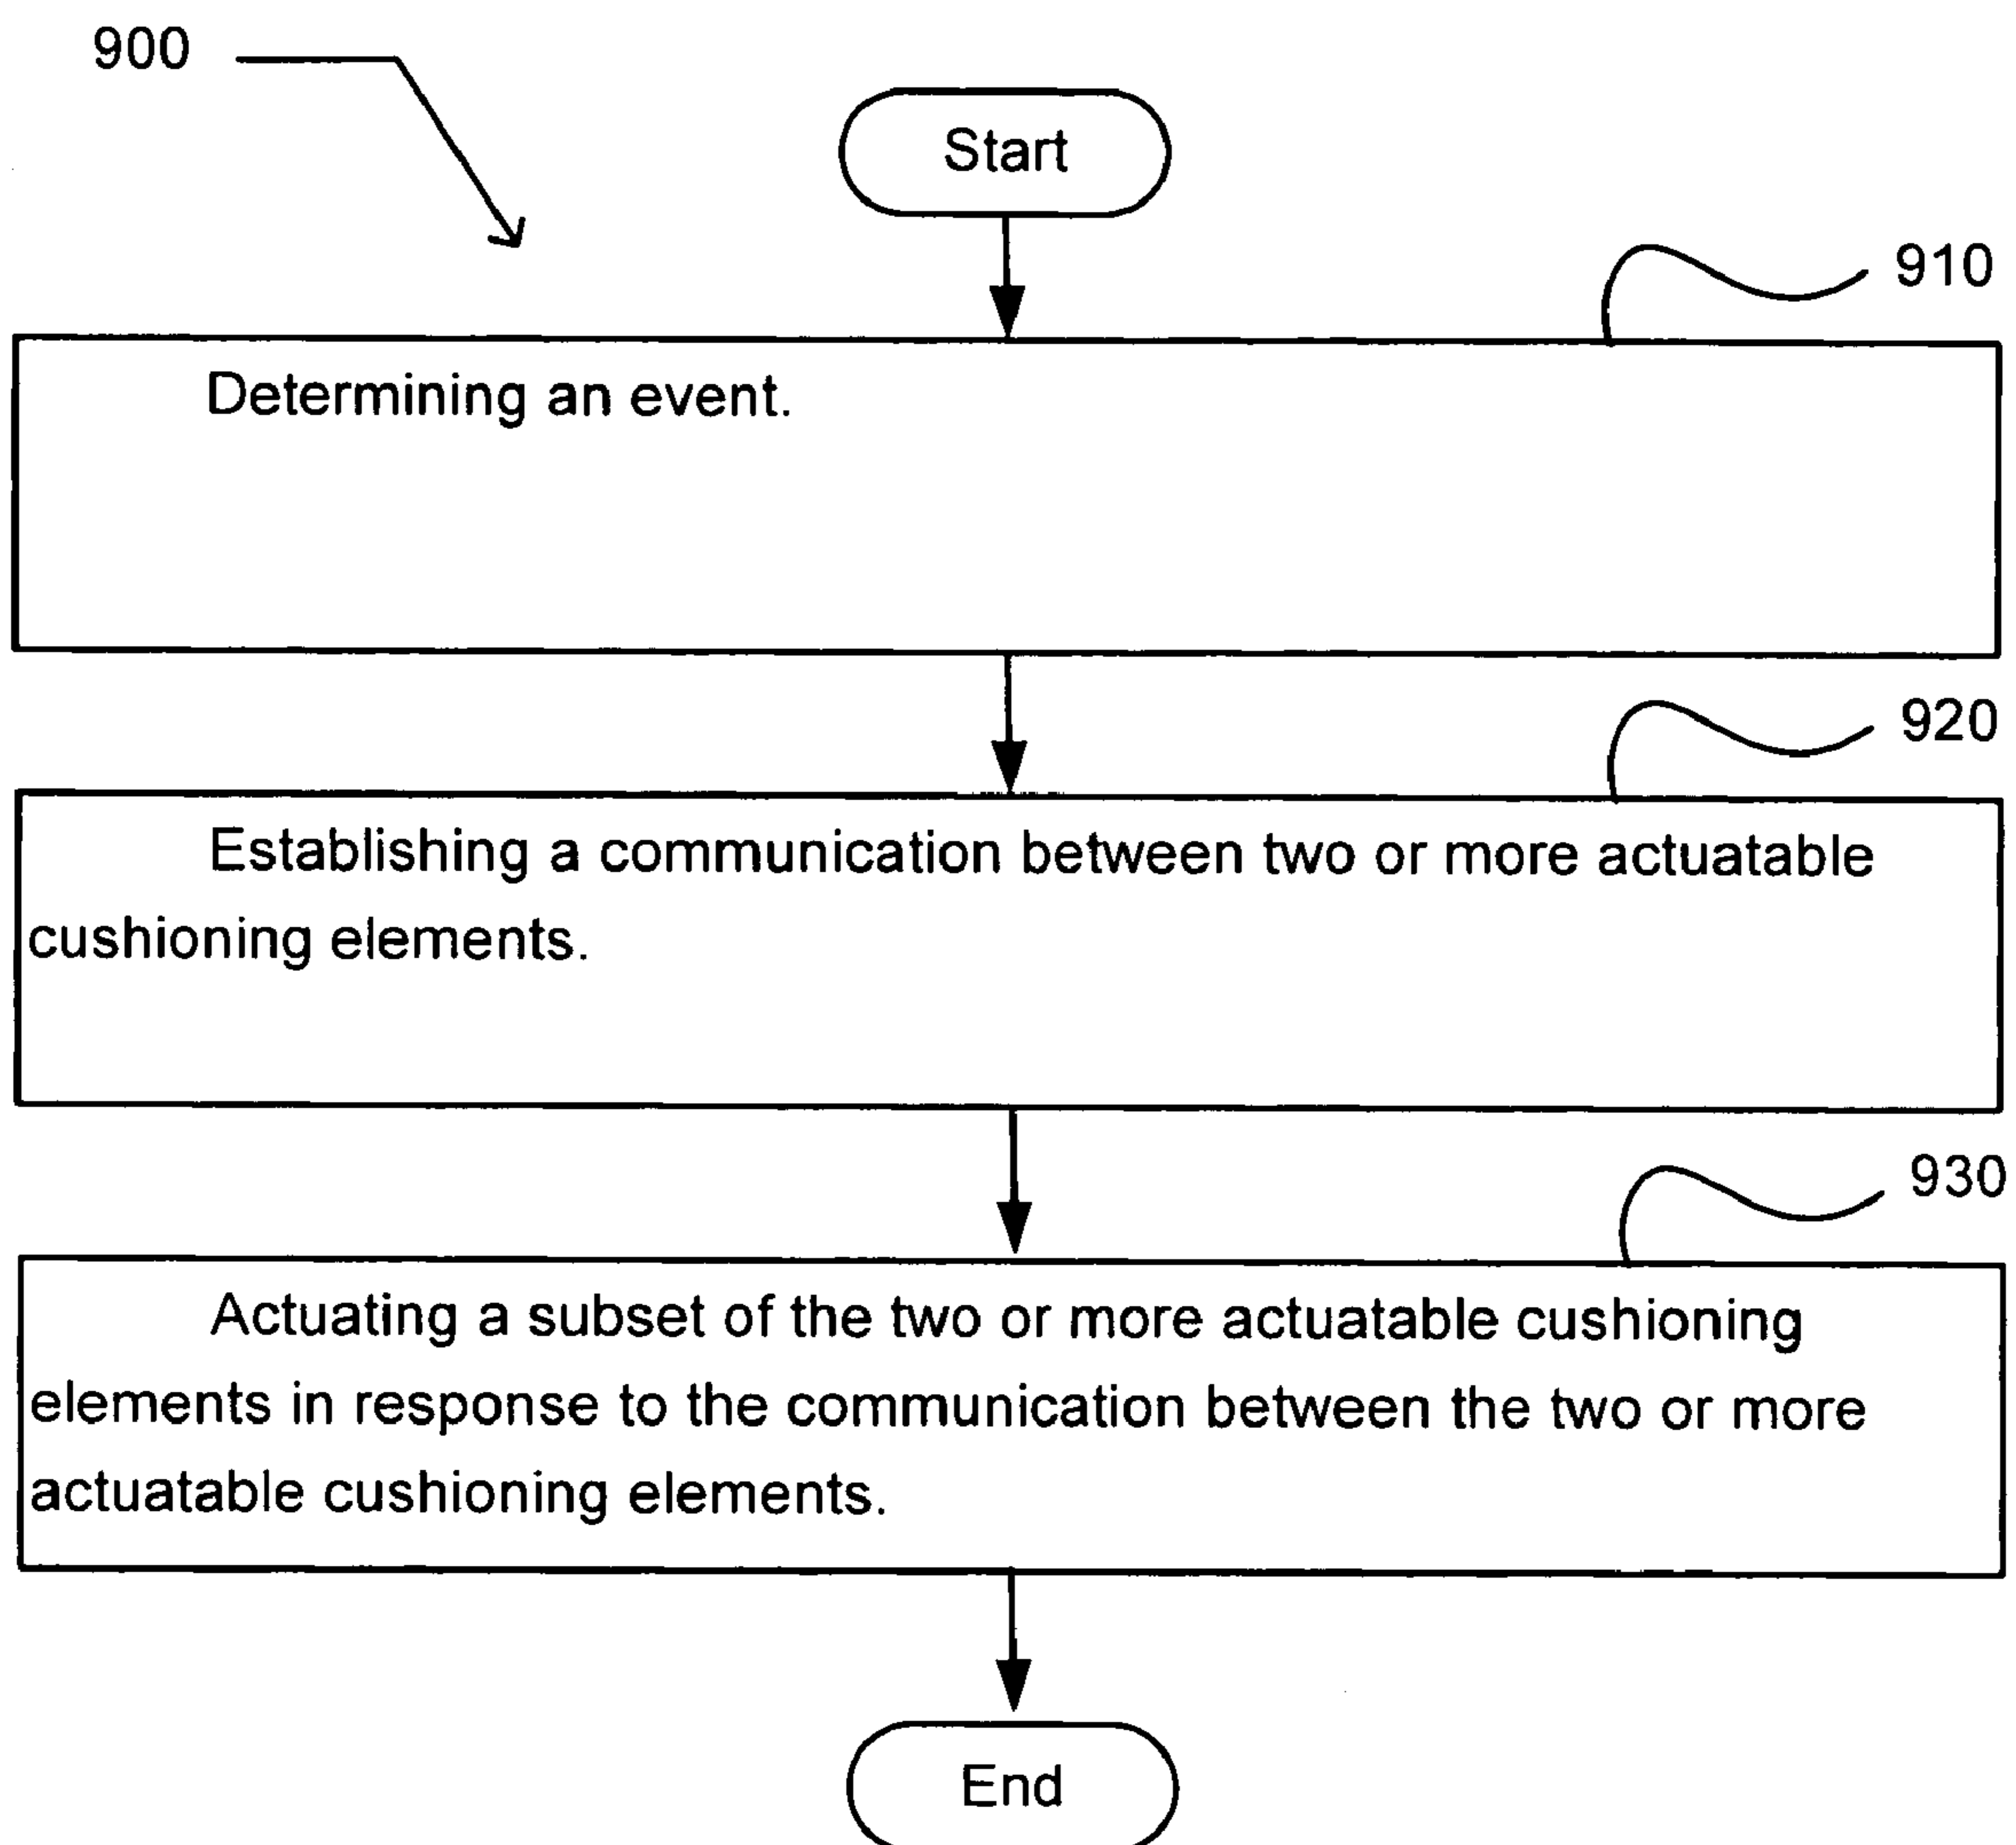 900
Start
910
Determining an event.
920
Establishing a communication between two or more actuatable
cushioning elements.
930
Actuating a subset of the two or more actuatable cushioning
elements in response to the communication between the two or more
actuatable cushioning elements.
End